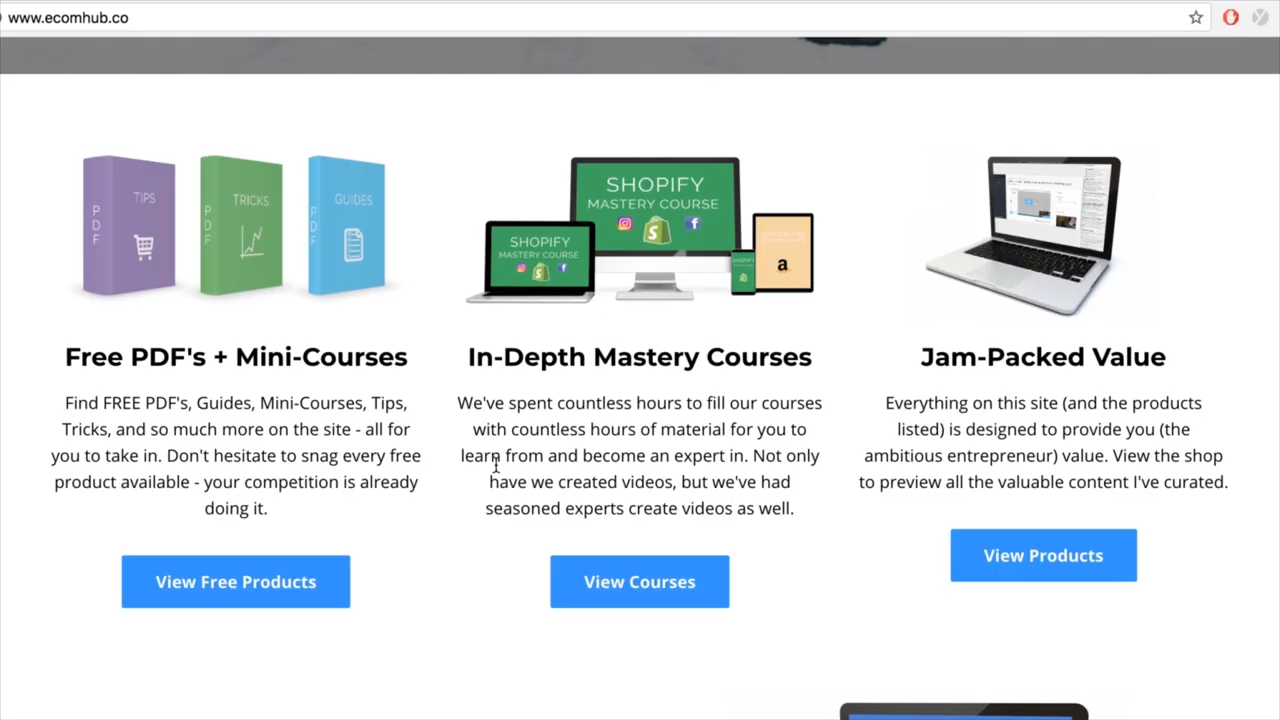 www.ecomhub.co
PDF
TIPS
PDF
TRICKS
PDF
GUIDES
SHOPIFY
MASTERY COURSE
SHOPIFY
MASTERY COURSE
SHOPIFY
a
Free PDF's + Mini-Courses
Find FREE PDF's, Guides, Mini-Courses, Tips,
Tricks, and so much more on the site - all for
you to take in. Don't hesitate to snag every free
product available - your competition is already
doing it.
View Free Products
In-Depth Mastery Courses
We've spent countless hours to fill our courses
with countless hours of material for you to
learn from and become an expert in. Not only
have we created videos, but we've had
seasoned experts create videos as well.
View Courses
Jam-Packed Value
Everything on this site (and the products
listed) is designed to provide you (the
ambitious entrepreneur) value. View the shop
to preview all the valuable content I've curated.
View Products